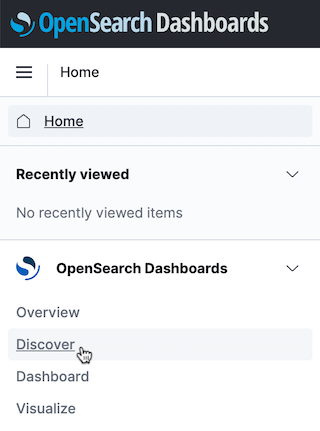 OpenSearch Dashboards
Home
Home
Recently viewed
No recently viewed items
OpenSearch Dashboards
Overview
Discover
Dashboard
Visualize